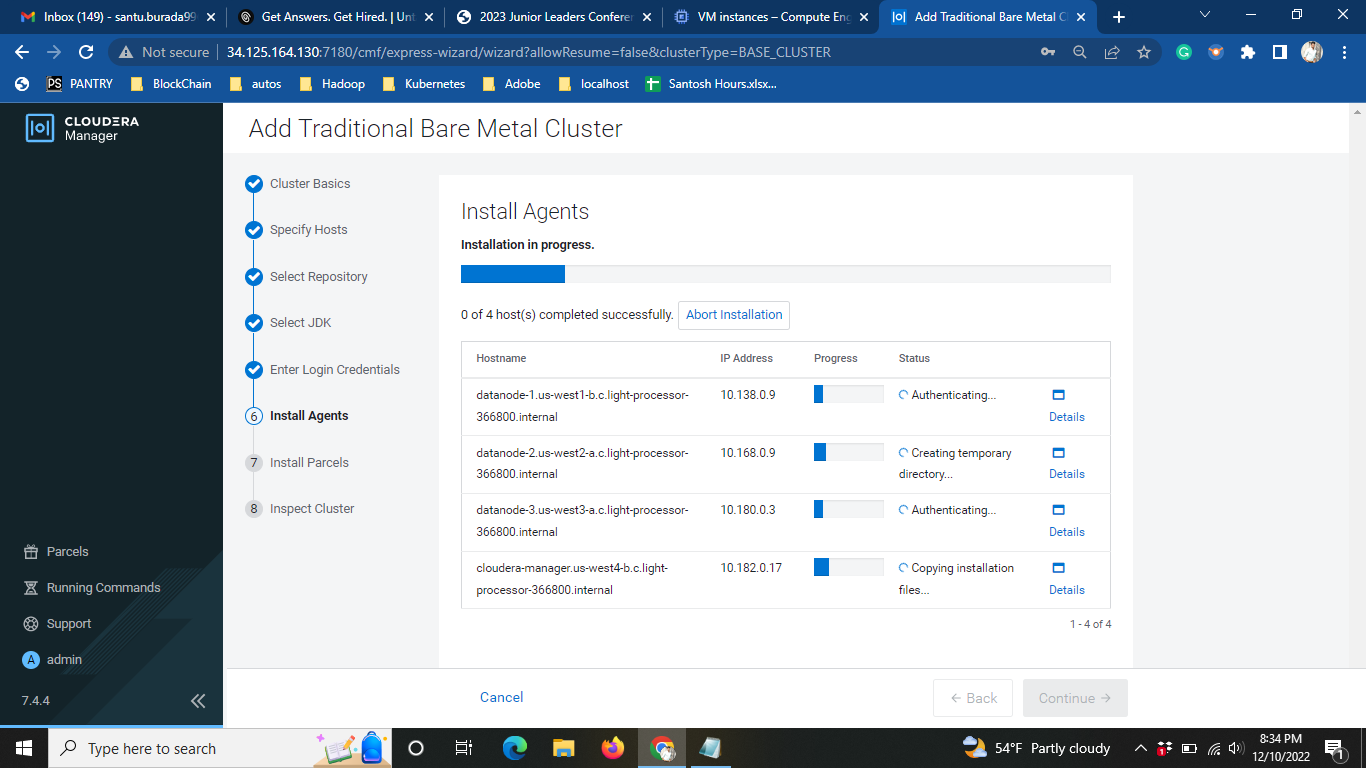 Inbox (149) - santu.burada99
Get Answers. Get Hired. | Unt
2023 Junior Leaders Conferer
VM instances – Compute Eng
Add Traditional Bare Metal Cl
Not secure
34.125.164.130:7180/cmf/express-wizard/wizard?allowResume=false&clusterType=BASE_CLUSTER
PS PANTRY
BlockChain
autos
Hadoop
Kubernetes
Adobe
localhost
Santosh Hours.xlsx...
CLOUDERA
Manager
Add Traditional Bare Metal Cluster
Cluster Basics
Specify Hosts
Select Repository
Select JDK
Enter Login Credentials
6 Install Agents
7 Install Parcels
8 Inspect Cluster
Install Agents
Installation in progress.
0 of 4 host(s) completed successfully. Abort Installation
Hostname IP Address Progress Status
datanode-1.us-west1-b.c.light-processor-
366800.internal
10.138.0.9
Authenticating...
Details
datanode-2.us-west2-a.c.light-processor-
366800.internal
10.168.0.9
Creating temporary
directory...
Details
datanode-3.us-west3-a.c.light-processor-
366800.internal
10.180.0.3
Authenticating...
Details
cloudera-manager.us-west4-b.c.light-
processor-366800.internal
10.182.0.17
Copying installation
files...
Details
1 - 4 of 4
Parcels
Running Commands
Support
A admin
7.4.4
Cancel
← Back
Continue →
Type here to search
54°F Partly cloudy
8:34 PM
12/10/2022
1